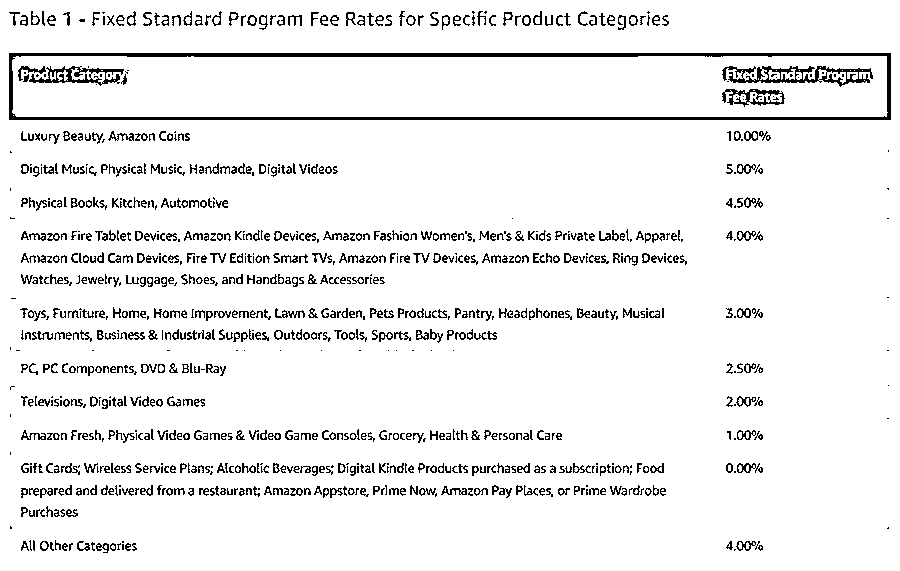 Table 1 - Fixed Standard Program Fee Rates for Specific Product Categories
Product Category
Fixed Standard Program
Fee Rates
Luxury Beauty, Amazon Coins
10.00%
Digital Music, Physical Music, Handmade, Digital Videos
5.00%
Physical Books, Kitchen, Automotive
4.50%
Amazon Fire Tablet Devices, Amazon Kindle Devices, Amazon Fashion Women's, Men's & Kids Private Label, Apparel,
4.00%
Amazon Cloud Cam Devices, Fire TV Edition Smart TVs, Amazon Fire TV Devices, Amazon Echo Devices, Ring Devices,
Watches, Jewelry, Luggage, Shoes, and Handbags & Accessories
Toys, Furniture, Home, Home Improvement, Lawn & Garden, Pets Products, Pantry, Headphones, Beauty, Musical
3.00%
Instruments, Business & Industrial Supplies, Outdoors, Tools, Sports, Baby Products
PC, PC Components, DVD & Blu-Ray
2.50%
Televisions, Digital Video Games
2.00%
Amazon Fresh, Physical Video Games & Video Game Consoles, Grocery, Health & Personal Care
1.00%
Gift Cards; Wireless Service Plans; Alcoholic Beverages; Digital Kindle Products purchased as a subscription; Food
0.00%
prepared and delivered from a restaurant; Amazon Appstore, Prime Now, Amazon Pay Places, or Prime Wardrobe
Purchases
All Other Categories
4.00%